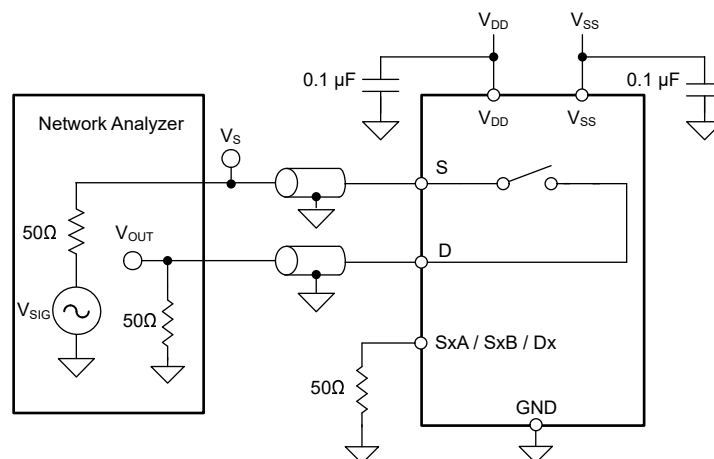 V_DD
V_SS
0.1 µF
0.1 µF
V_DD
V_SS
Network Analyzer
V_S
S
50Ω
V_OUT
D
V_SIG
50Ω
SxA / SxB / Dx
50Ω
GND